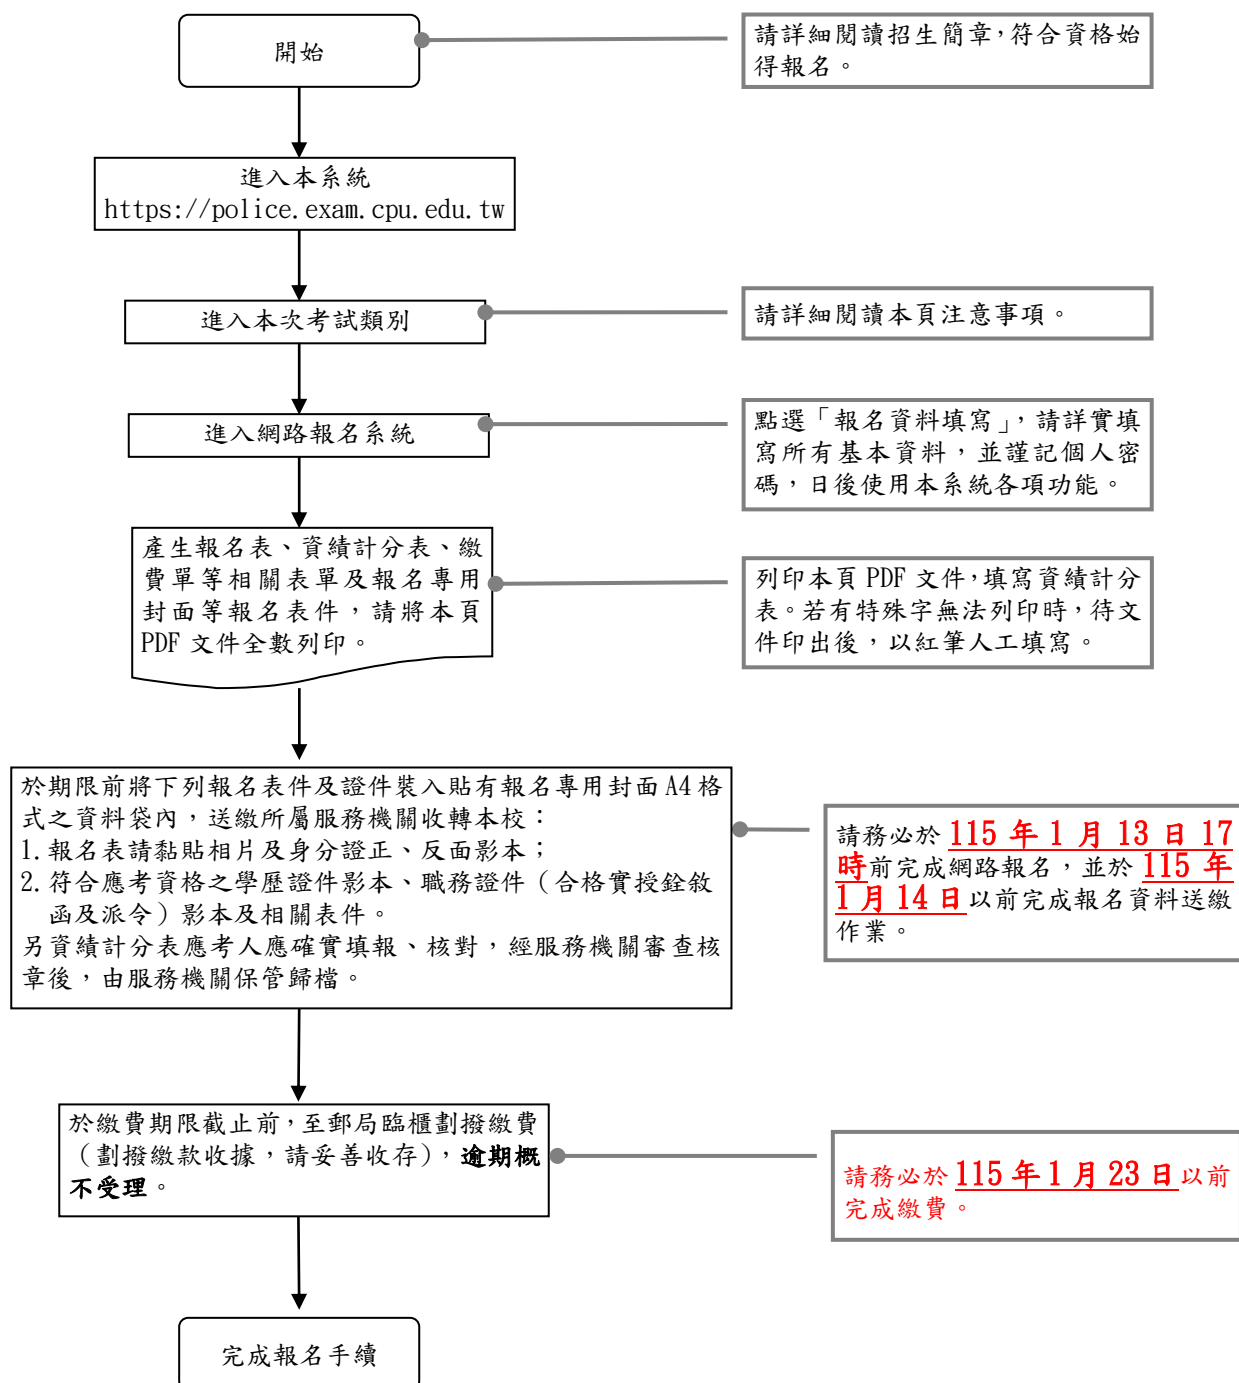 開始
請詳細閱讀招生簡章，符合資格始
得報名。
進入本系統
https://police.exam.cpu.edu.tw
進入本次考試類別
請詳細閱讀本頁注意事項。
進入網路報名系統
點選「報名資料填寫」，請詳實填
寫所有基本資料，並謹記個人密
碼，日後使用本系統各項功能。
產生報名表、資績計分表、繳
費單等相關表單及報名專用
封面等報名表件，請將本頁
PDF 文件全數列印。
列印本頁 PDF 文件，填寫資績計分
表。若有特殊字無法列印時，待文
件印出後，以紅筆人工填寫。
於期限前將下列報名表件及證件裝入貼有報名專用封面 A4 格
式之資料袋內，送繳所屬服務機關收轉本校：
1.報名表請黏貼相片及身分證正、反面影本；
2.符合應考資格之學歷證件影本、職務證件（合格實授銓敘
函及派令）影本及相關表件。
另資績計分表應考人應確實填報、核對，經服務機關審查核
章後，由服務機關保管歸檔。
請務必於 115 年 1 月 13 日 17
時前完成網路報名，並於 115 年
1 月 14 日以前完成報名資料送繳
作業。
於繳費期限截止前，至郵局臨櫃劃撥繳費
（劃撥繳款收據，請妥善收存），逾期概
不受理。
請務必於 115 年 1 月 23 日以前
完成繳費。
完成報名手續